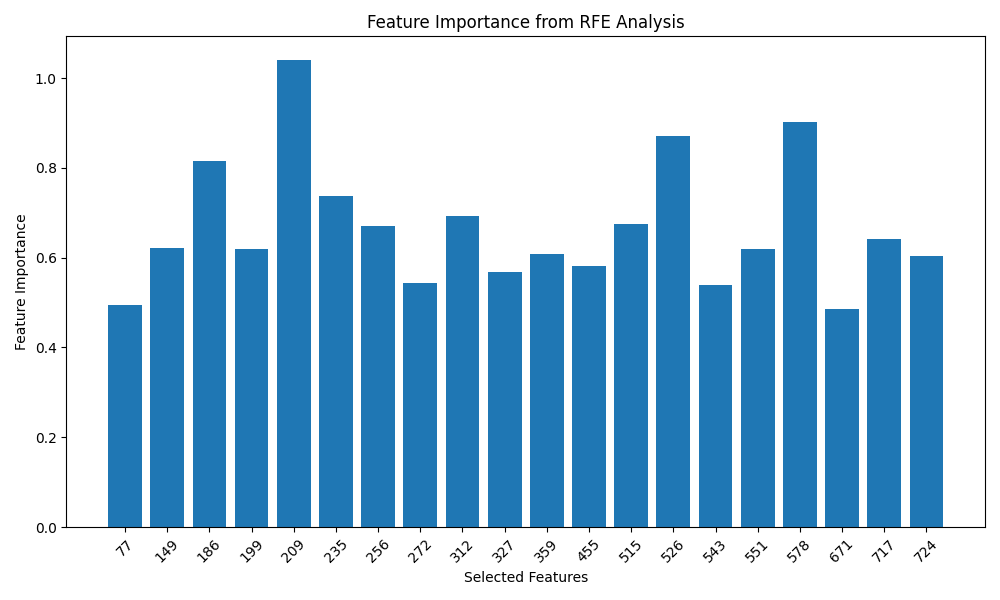 Feature Importance from RFE Analysis
Feature Importance
1.0
0.8
0.6
0.4
0.2
0.0
77 149 186 199 209 235 256 272 312 327 359 455 515 526 543 551 578 671 717 724
Selected Features